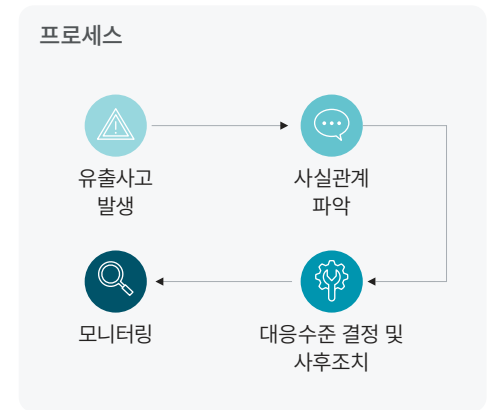 프로세스
유출사고
발생
사실관계
파악
대응수준 결정 및
사후조치
모니터링